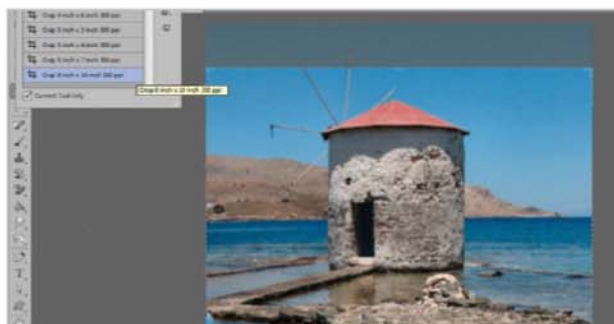 Crop 4 inch x 6 inch 300 ppi
Crop 5 inch x 3 inch 300 ppi
Crop 5 inch x 4 inch 300 ppi
Crop 5 inch x 7 inch 300 ppi
Crop 8 inch x 10 inch 300 ppi
Crop 8 inch x 10 inch 300 ppi
Current Tool Only